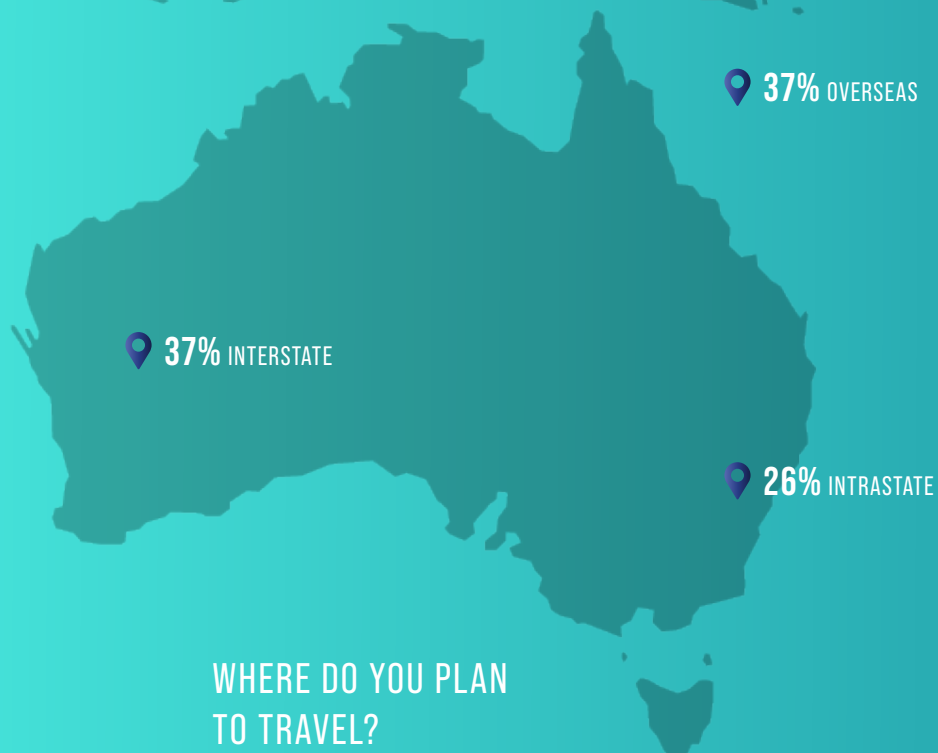 37% OVERSEAS
37% INTERSTATE
26% INTRASTATE
WHERE DO YOU PLAN
TO TRAVEL?